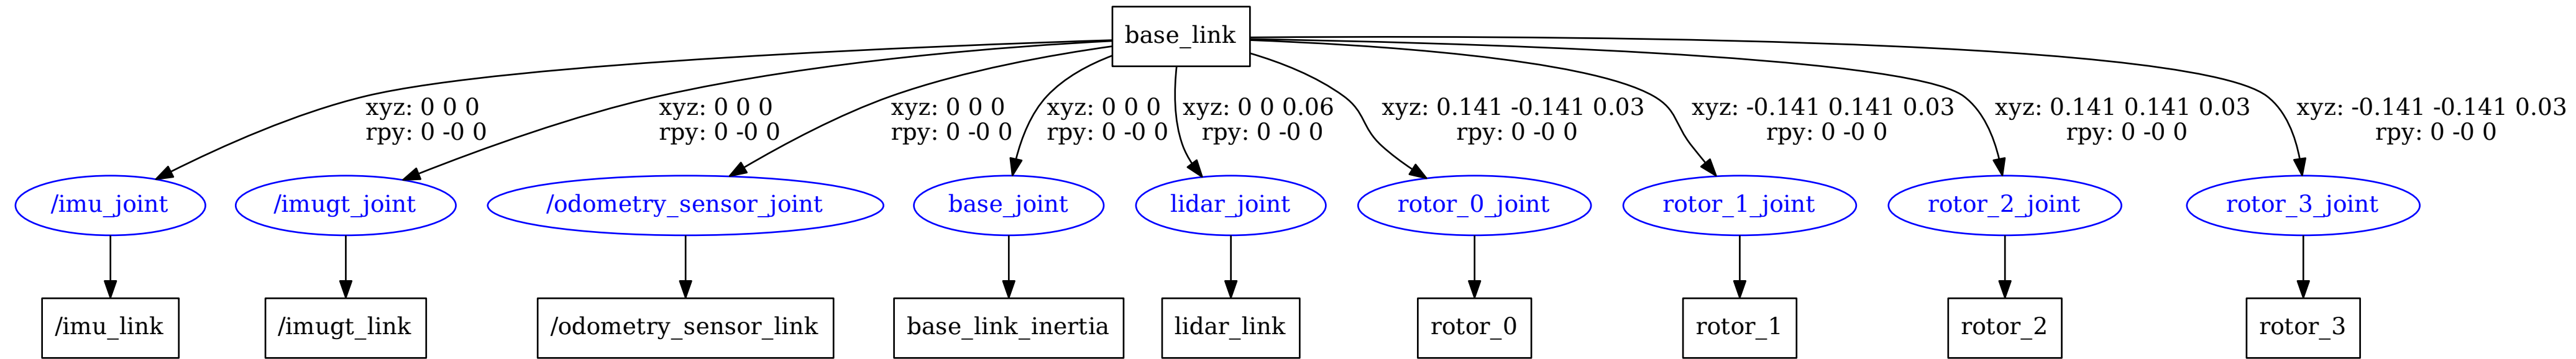 base_link
xyz: 0 0 0
rpy: 0 -0 0
xyz: 0 0 0
rpy: 0 -0 0
xyz: 0 0 0
rpy: 0 -0 0
xyz: 0 0 0
rpy: 0 -0 0
xyz: 0 0 0.06
rpy: 0 -0 0
xyz: 0.141 -0.141 0.03
rpy: 0 -0 0
xyz: -0.141 0.141 0.03
rpy: 0 -0 0
xyz: 0.141 0.141 0.03
rpy: 0 -0 0
xyz: -0.141 -0.141 0.03
rpy: 0 -0 0
/imu_joint
/imugt_joint
/odometry_sensor_joint
base_joint
lidar_joint
rotor_0_joint
rotor_1_joint
rotor_2_joint
rotor_3_joint
/imu_link
/imugt_link
/odometry_sensor_link
base_link_inertia
lidar_link
rotor_0
rotor_1
rotor_2
rotor_3